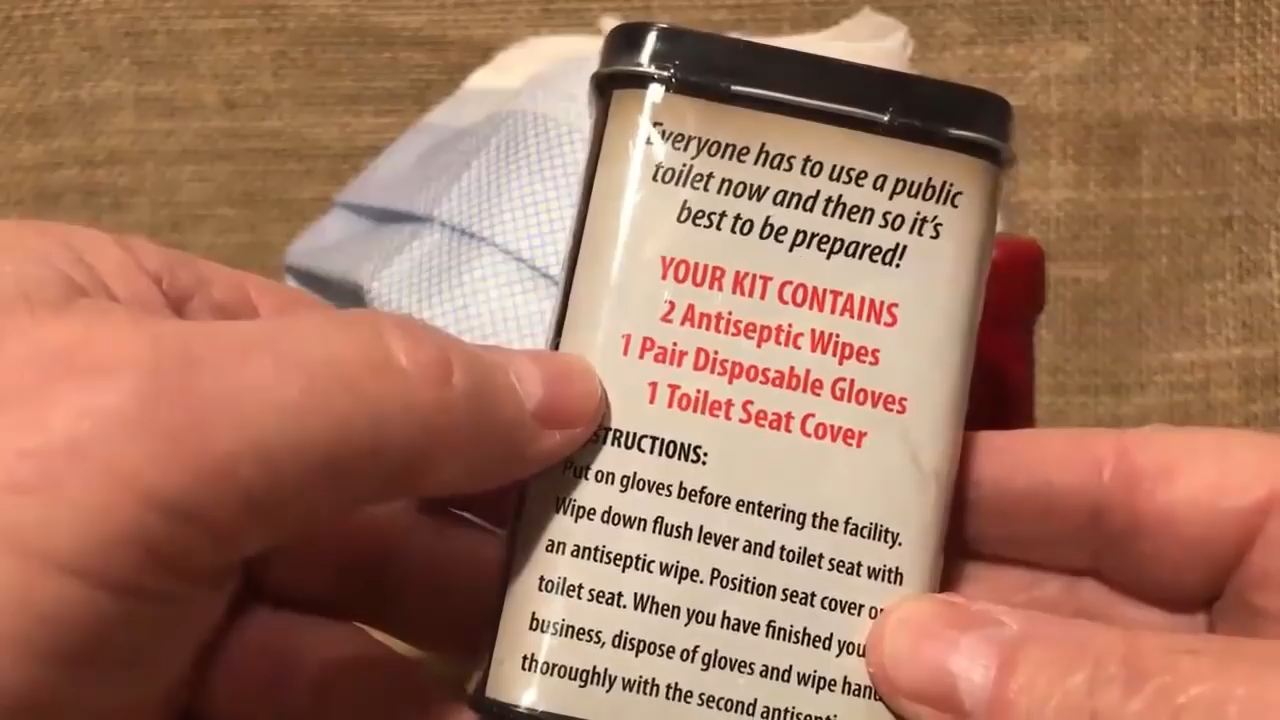 Everyone has to use a public
toilet now and then so it's
best to be prepared!
YOUR KIT CONTAINS
2 Antiseptic Wipes
1 Pair Disposable Gloves
1 Toilet Seat Cover
STRUCTIONS:
Put on gloves before entering the facility.
Wipe down flush lever and toilet seat with
an antiseptic wipe. Position seat cover
toilet seat. When you have finished
business, dispose of gloves and wipe
thoroughly with the second